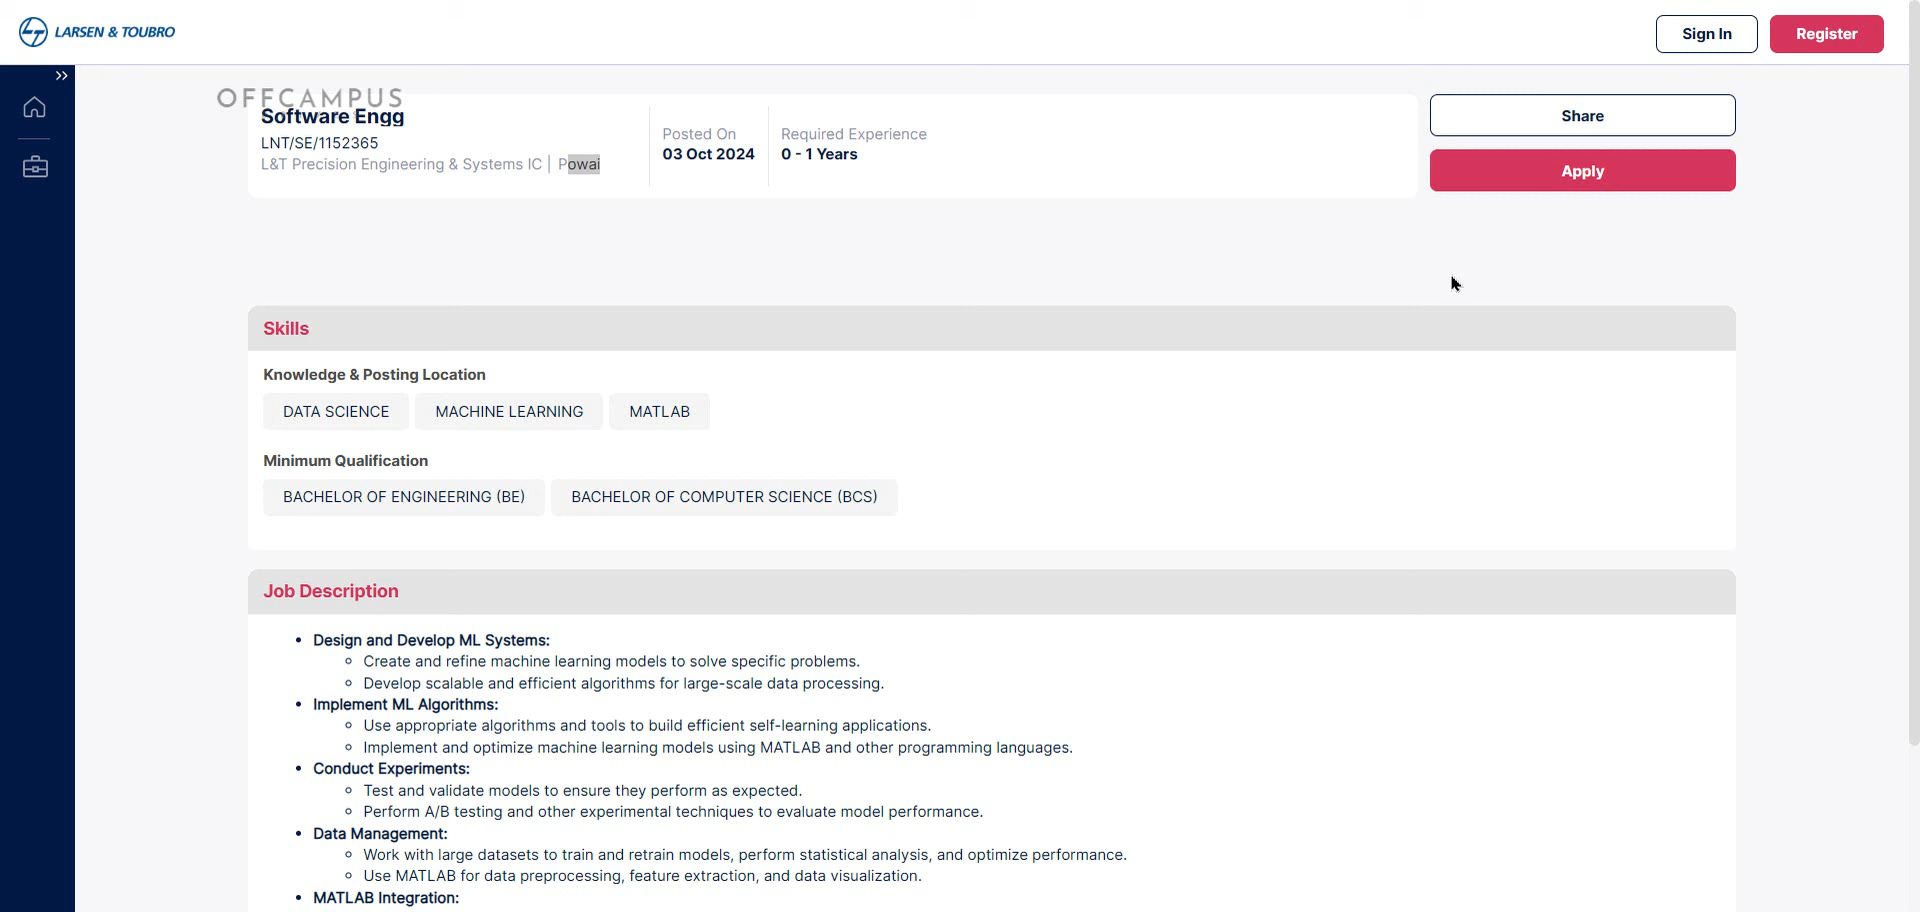 LARSEN & TOUBRO
Sign In
Register
OFFCAMPUS
Software Engg
LNT/SE/1152365
L&T Precision Engineering & Systems IC | Powai
Posted On
03 Oct 2024
Required Experience
0 - 1 Years
Share
Apply
Skills
Knowledge & Posting Location
DATA SCIENCE MACHINE LEARNING MATLAB
Minimum Qualification
BACHELOR OF ENGINEERING (BE) BACHELOR OF COMPUTER SCIENCE (BCS)
Job Description
• Design and Develop ML Systems:
◦ Create and refine machine learning models to solve specific problems.
◦ Develop scalable and efficient algorithms for large-scale data processing.
• Implement ML Algorithms:
◦ Use appropriate algorithms and tools to build efficient self-learning applications.
◦ Implement and optimize machine learning models using MATLAB and other programming languages.
• Conduct Experiments:
◦ Test and validate models to ensure they perform as expected.
◦ Perform A/B testing and other experimental techniques to evaluate model performance.
• Data Management:
◦ Work with large datasets to train and retrain models, perform statistical analysis, and optimize performance.
◦ Use MATLAB for data preprocessing, feature extraction, and data visualization.
• MATLAB Integration: